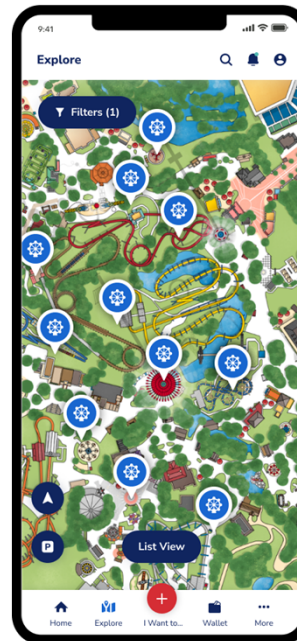 9:41
Explore
Filters (1)
P
List View
Home
Explore
I Want to...
Wallet
More